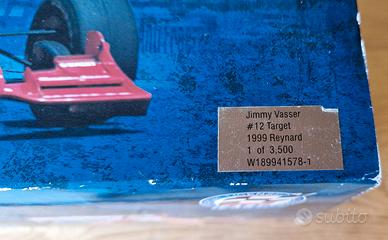 Jimmy Vasser
#12 Target
1999 Reynard
1 of 3,500
W189941578-1
subito